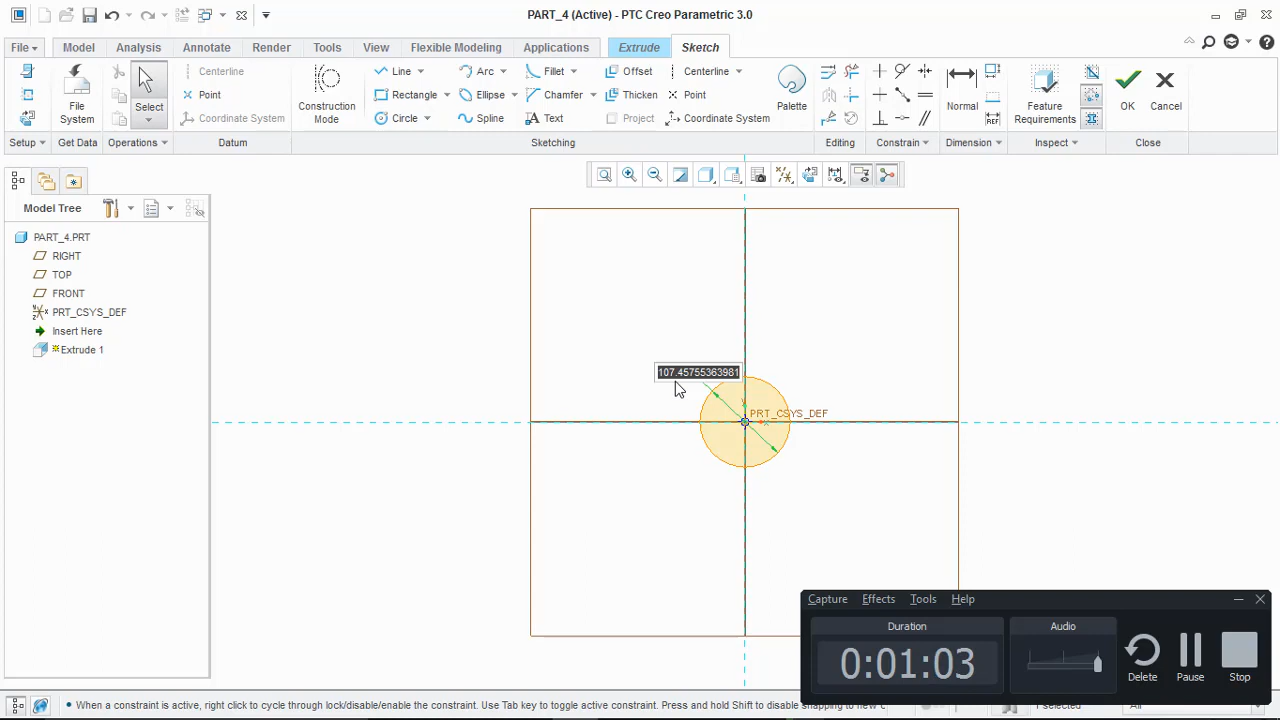 PART_4 (Active) - PTC Creo Parametric 3.0
File Model Analysis Annotate Render Tools View Flexible Modeling Applications Extrude Sketch
File System
Select
Centerline
Point
Coordinate System
Construction Mode
Line
Rectangle
Circle
Arc
Ellipse
Spline
Fillet
Chamfer
Text
Offset
Thicken
Project
Centerline
Point
Coordinate System
Palette
Normal
Feature Requirements
OK
Cancel
Setup Get Data Operations Datum Sketching Editing Constrain Dimension Inspect Close
Model Tree
PART_4.PRT
RIGHT
TOP
FRONT
PRT_CSYS_DEF
Insert Here
Extrude 1
107.45755363981
PRT_CSYS_DEF
Capture Effects Tools Help
Duration
0:01:03
Audio
Delete
Pause
Stop
When a constraint is active, right click to cycle through lock/disable/enable the constraint. Use Tab key to toggle active constraint. Press and hold Shift to disable snapping to new